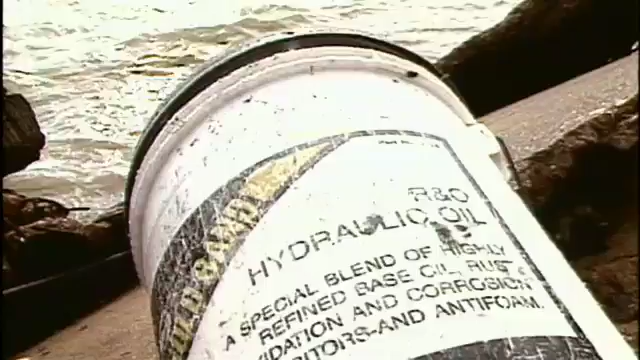 R&O
HYDRAULIC OIL
A SPECIAL BLEND OF HIGHLY
REFINED BASE OIL, RUST &
IDATION AND CORROSION
BITORS AND ANTIFOAM.